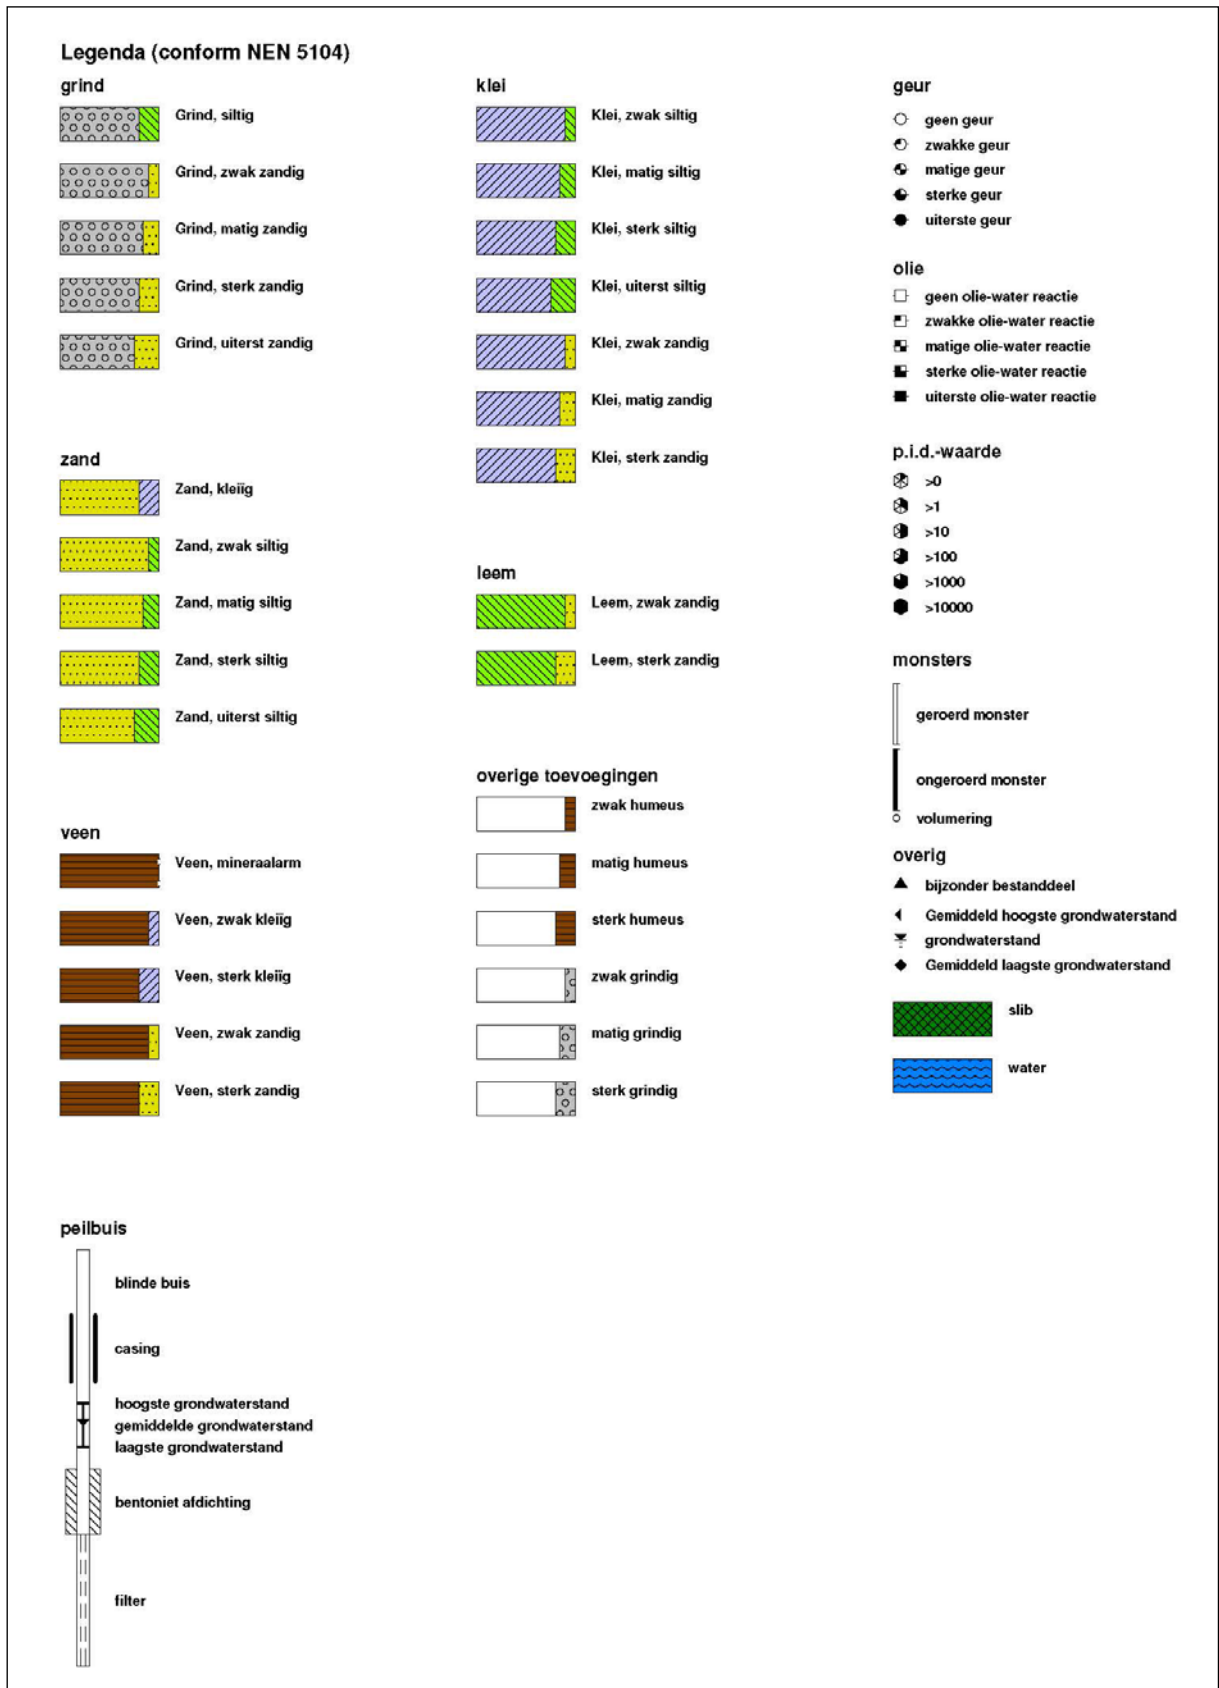 Legenda (conform NEN 5104)
grind
Grind, siltig
Grind, zwak zandig
Grind, matig zandig
Grind, sterk zandig
Grind, uiterst zandig
zand
Zand, kleiïg
Zand, zwak siltig
Zand, matig siltig
Zand, sterk siltig
Zand, uiterst siltig
veen
Veen, mineraalarm
Veen, zwak kleiïg
Veen, sterk kleiïg
Veen, zwak zandig
Veen, sterk zandig
peilbuis
blinde buis
casing
hoogste grondwaterstand
gemiddelde grondwaterstand
laagste grondwaterstand
bentoniet afdichting
filter
klei
Klei, zwak siltig
Klei, matig siltig
Klei, sterk siltig
Klei, uiterst siltig
Klei, zwak zandig
Klei, matig zandig
Klei, sterk zandig
leem
Leem, zwak zandig
Leem, sterk zandig
overige toevoegingen
zwak humeus
matig humeus
sterk humeus
zwak grindig
matig grindig
sterk grindig
geur
geen geur
zwakke geur
matige geur
sterke geur
uiterste geur
olie
geen olie-water reactie
zwakke olie-water reactie
matige olie-water reactie
sterke olie-water reactie
uiterste olie-water reactie
p.i.d.-waarde
>0
>1
>10
>100
>1000
>10000
monsters
geroerd monster
ongeroerd monster
volumering
overig
bijzonder bestanddeel
Gemiddeld hoogste grondwaterstand
grondwaterstand
Gemiddeld laagste grondwaterstand
slib
water